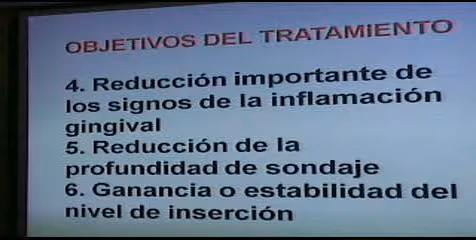 OBJETIVOS DEL TRATAMIENTO
4. Reducción importante de
los signos de la inflamación
gingival
5. Reducción de la
profundidad de sondaje
6. Ganancia o estabilidad del
nivel de inserción